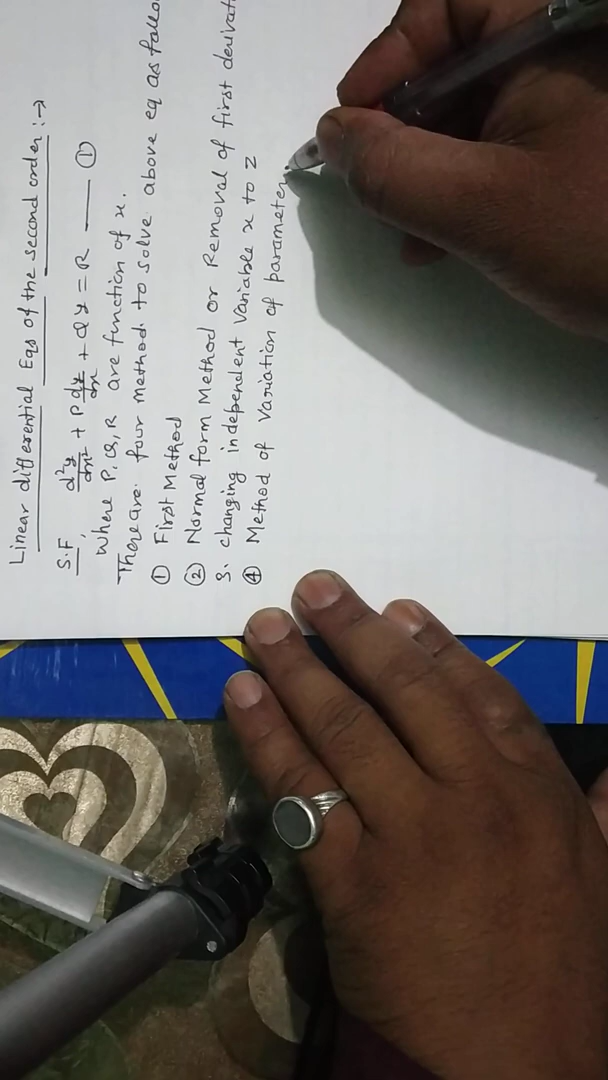 Linear differential Eqs of the second order :→
S.F, d²y/dx² + P dy/dx + Qy = R —— ①
where P, Q, R are function of x.
There are four method to solve above eq as follo
① First Method
② Normal form Method or Removal of first derivati
3. changing independent Variable x to z
④ Method of Variation of parameter